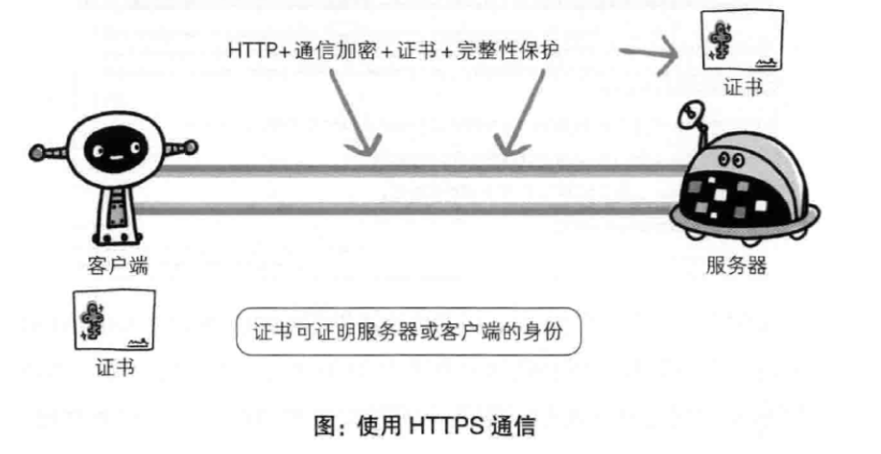 HTTP+通信加密+证书+完整性保护
证书
客户端
服务器
证书可证明服务器或客户端的身份
证书
图：使用 HTTPS 通信